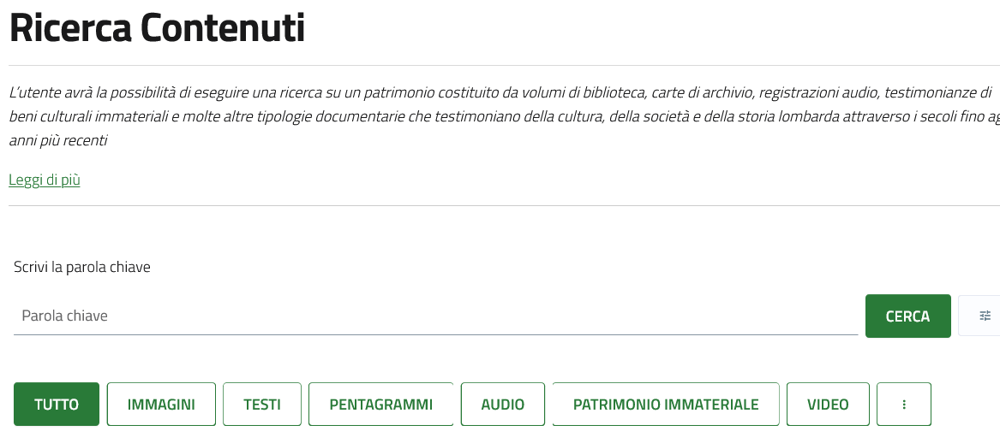 Ricerca Contenuti
L'utente avrà la possibilità di eseguire una ricerca su un patrimonio costituito da volumi di biblioteca, carte di archivio, registrazioni audio, testimonianze di
beni culturali immateriali e molte altre tipologie documentarie che testimoniano della cultura, della società e della storia lombarda attraverso i secoli fino
anni più recenti
Leggi di più
Scrivi la parola chiave
Parola chiave
CERCA
TUTTO
IMMAGINI
TESTI
PENTAGRAMMI
AUDIO
PATRIMONIO IMMATERIALE
VIDEO